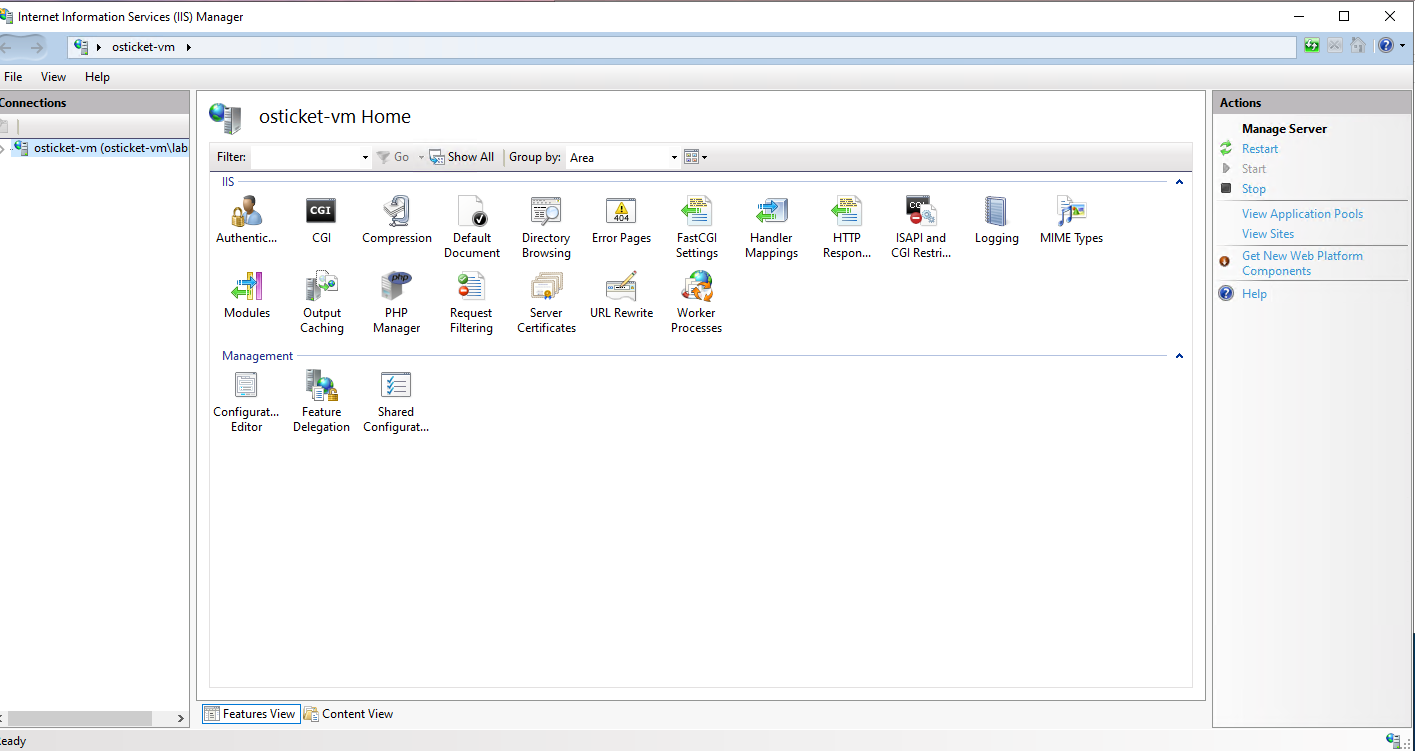 Internet Information Services (IIS) Manager
osticket-vm
File View Help
Connections
osticket-vm (osticket-vm\lab
osticket-vm Home
Filter: Go Show All Group by: Area
IIS
Authentic... CGI Compression Default Document Directory Browsing Error Pages FastCGI Settings Handler Mappings HTTP Respon... ISAPI and CGI Restri... Logging MIME Types
Modules Output Caching PHP Manager Request Filtering Server Certificates URL Rewrite Worker Processes
Management
Configurat... Editor Feature Delegation Shared Configurat...
Features View Content View
Actions
Manage Server
Restart
Start
Stop
View Application Pools
View Sites
Get New Web Platform
Components
Help
eady